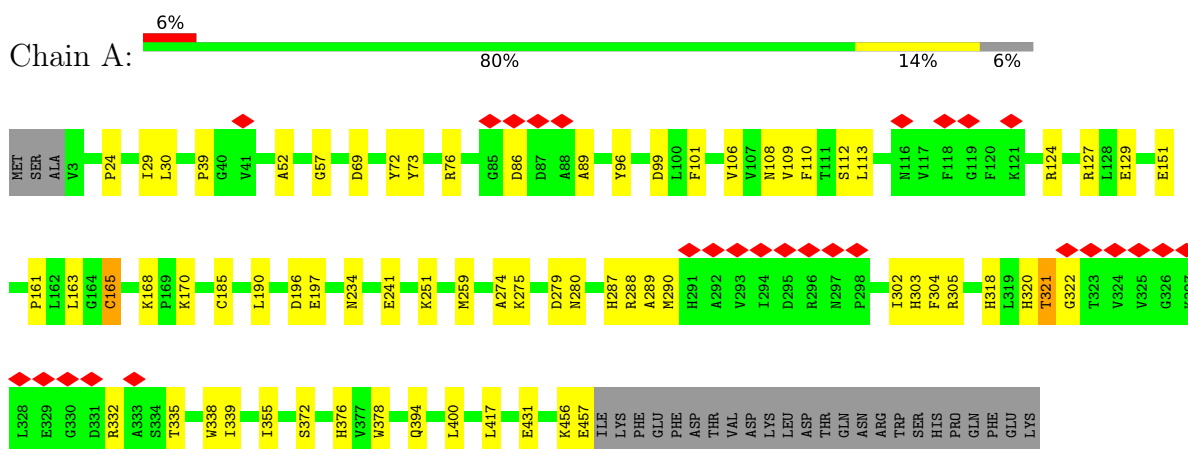 6%
Chain A:
80% 14% 6%
MET SER ALA V3 P24 I29 L30 P39 G40 V41 A52 G57 D69 Y72 Y73 R76 G85 D86 D87 A88 A89 Y96 D99 L100 F101 V106 V107 N108 V109 F110 T111 S112 L113 N116 V117 F118 G119 F120 K121 R124 R127 L128 E129 E151
P161 L162 L163 G164 C165 K168 P169 K170 C185 L190 D196 E197 N234 E241 K251 M259 A274 K275 D279 N280 H287 R288 A289 M290 H291 A292 V293 I294 D295 R296 N297 P298 I302 H303 F304 R305 H318 L319 H320 T321 G322 T323 V324 V325 G326
L328 E329 G330 D331 R332 A333 S334 T335 W338 I339 I355 S372 H376 V377 W378 Q394 L400 L417 E431 K456 E457 ILE LYS PHE GLU PHE ASP THR VAL ASP LYS LEU ASP THR GLN ASN ARG TRP SER HIS PRO GLN PHE GLU LYS